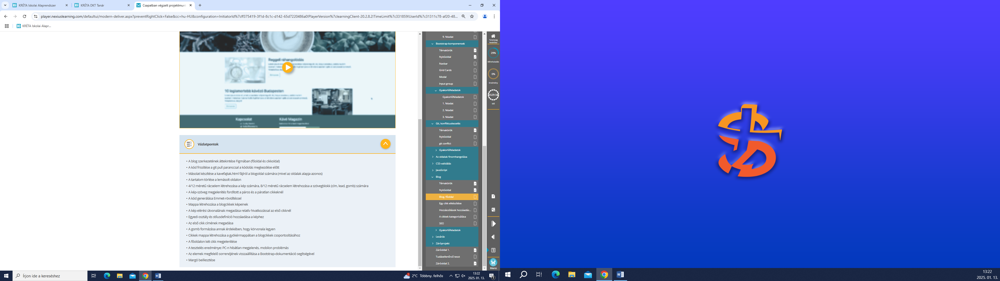 KRÉTA Iskolai Alaprendszer
KRÉTA DKT Tanár
Csapatban végzett projektmun
player.nexiuslearning.com/defaultui/modern-deliver.aspx?preventRightClick=False&cc=hu-HU&configuration=InitiatorId%7cff375419-3f1d-8c1c-d142-65d7220486a0!PlayerVersion%7clearningClient-20.2.8.2!TimeLimit%7c331859!UserId%7c31311c78-af20-48...
KRÉTA Iskolai Alapr...
Reggeli ráhangolódás
10 legismertebb kávézó Budapesten
Kapcsolat
Kávé Magazin
Vázlatpontok
• A blog szerkezetének áttekintése Figmában (főoldal és cikkoldal)
• A kód frissítése a git pull paranccsal a kódolás megkezdése előtt
• Másolat készítése a kavefajtak.html fájlról a blogoldal számára (mivel az oldalak alapja azonos)
• A tartalom törlése a lemásolt oldalon
• 4/12 méretű rácselem létrehozása a kép számára, 8/12 méretű rácselem létrehozása a szövegblokk (cím, lead, gomb) számára
• A kép-szöveg megjelenítés fordított a páros és a páratlan cikkeknél
• A kód generálása Emmet-rövidítéssel
• Mappa létrehozása a blogcikkek képeinek
• A kép elérési útvonalának megadása relatív hivatkozással az első cikknél
• Egyedi osztály és stílusdefiníció hozzáadása a képhez
• Az első cikk címének megadása
• A gomb formázása annak érdekében, hogy körvonala legyen
• Cikkek mappa létrehozása a gyökérmappában a blogcikkek csoportosításához
• A főoldalon két cikk megjelenítése
• A tesztelés eredménye: PC-n hibátlan megjelenés, mobilon problémás
• Az elemek megfelelő sorrendjének visszaállítása a Bootstrap-dokumentáció segítségével
• Margó beillesztése
9. feladat
Bootstrap-komponensek
Témakörök
Nyitóoldal
Navbar
Grid Cards
Modal
Input group
Gyakorlófeladatok
Gyakorlófeladatok
1. feladat
2. feladat
3. feladat
Git, konfliktuskezelés
Témakörök
Nyitóoldal
git conflict
Gyakorlófeladatok
Az oldalak finomhangolása
CSS-validálás
JavaScript
Blog
Témakörök
Nyitóoldal
Blog, főoldal
Egy cikk elkészítése
Hozzászólások hozzáadás...
A cikkek kategorizálása
SEO
Gyakorlófeladatok
Lezárás
Záróprojekt
Záróoldal 1.
Tudásellenőrző teszt
Záróoldal 2.
Tananyag
bezárása
29%
Előrehaladás
0%
Eredmény
Idő
Menü
Írjon ide a kereséshez
2°C Többny. felhős
13:22
2025. 01. 13.
1
13:22
2025. 01. 13.